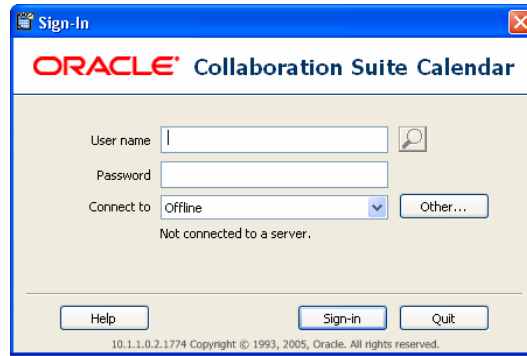 Sign-In
ORACLE® Collaboration Suite Calendar
User name
Password
Connect to Offline Other...
Not connected to a server.
Help Sign-in Quit
10.1.1.0.2.1774 Copyright © 1993, 2005, Oracle. All rights reserved.